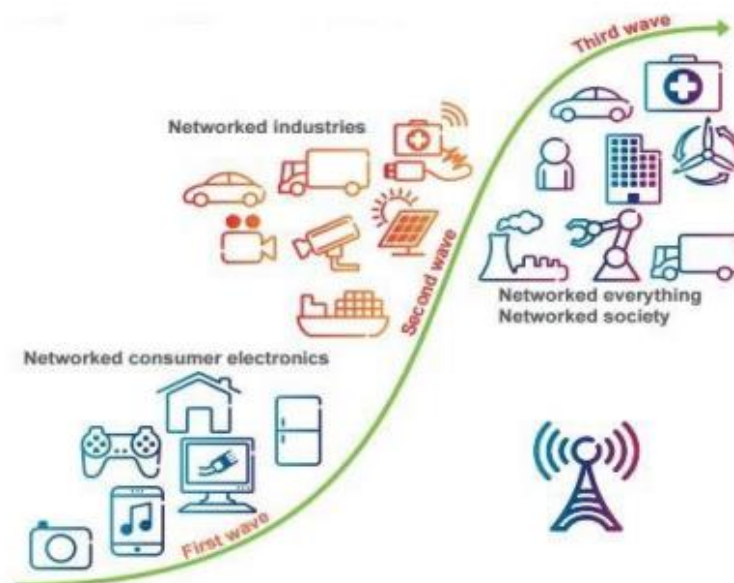 Third wave
Networked industries
Second wave
Networked everything
Networked society
Networked consumer electronics
First wave